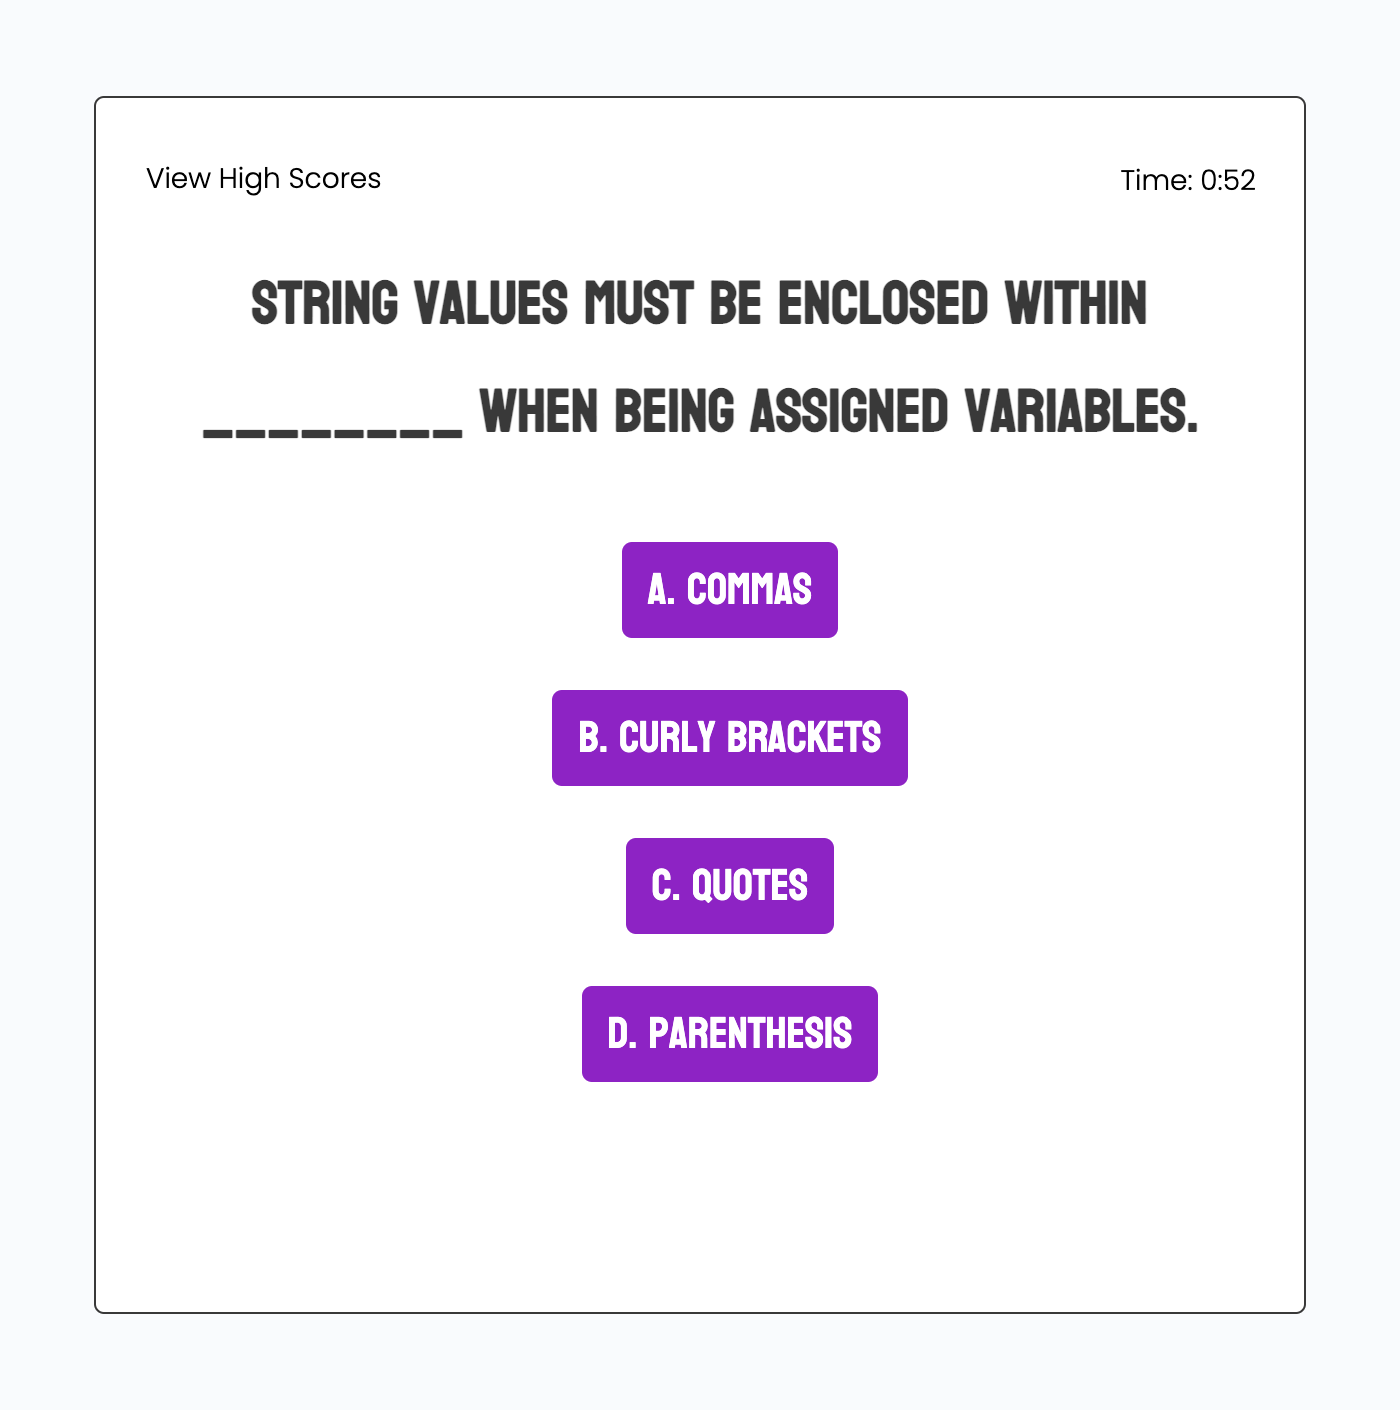 View High Scores
Time: 0:52
STRING VALUES MUST BE ENCLOSED WITHIN
________ WHEN BEING ASSIGNED VARIABLES.
A. COMMAS
B. CURLY BRACKETS
C. QUOTES
D. PARENTHESIS